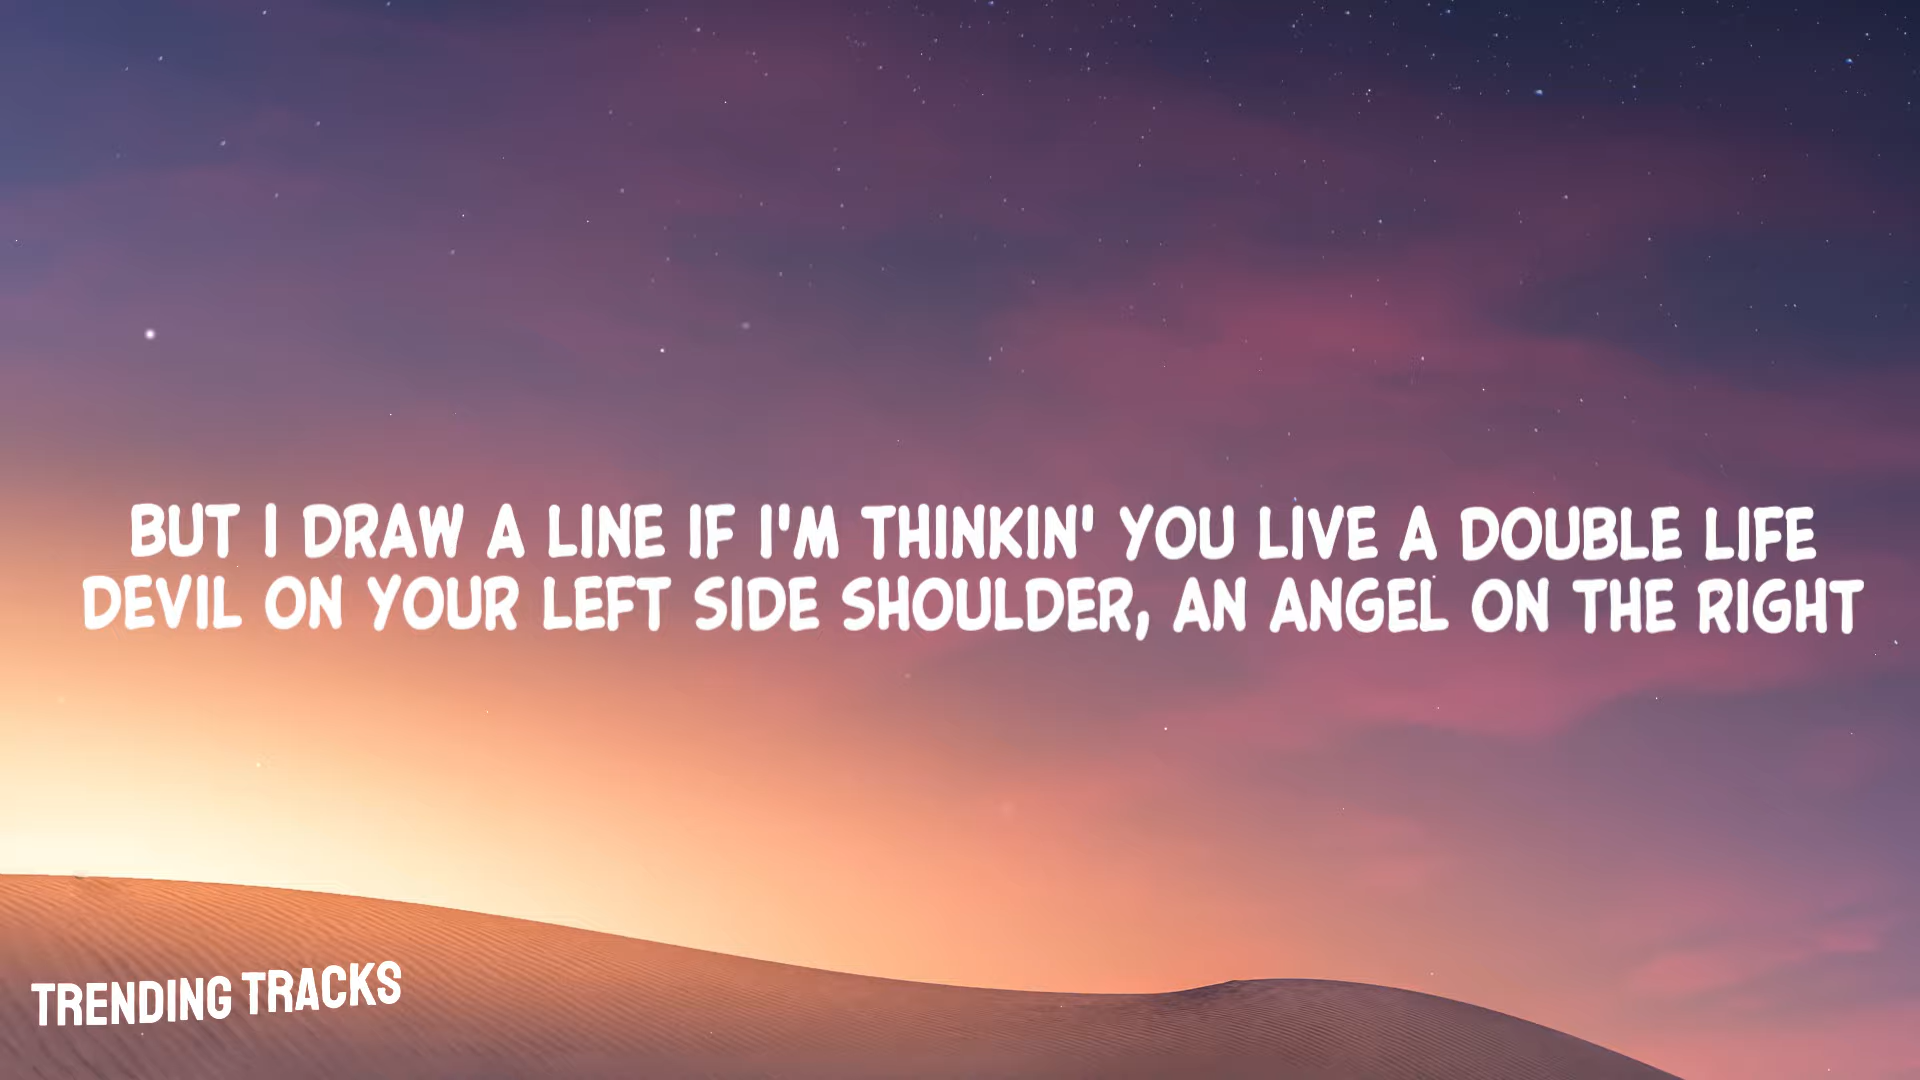 BUT I DRAW A LINE IF I'M THINKIN' YOU LIVE A DOUBLE LIFE
DEVIL ON YOUR LEFT SIDE SHOULDER, AN ANGEL ON THE RIGHT
TRENDING TRACKS